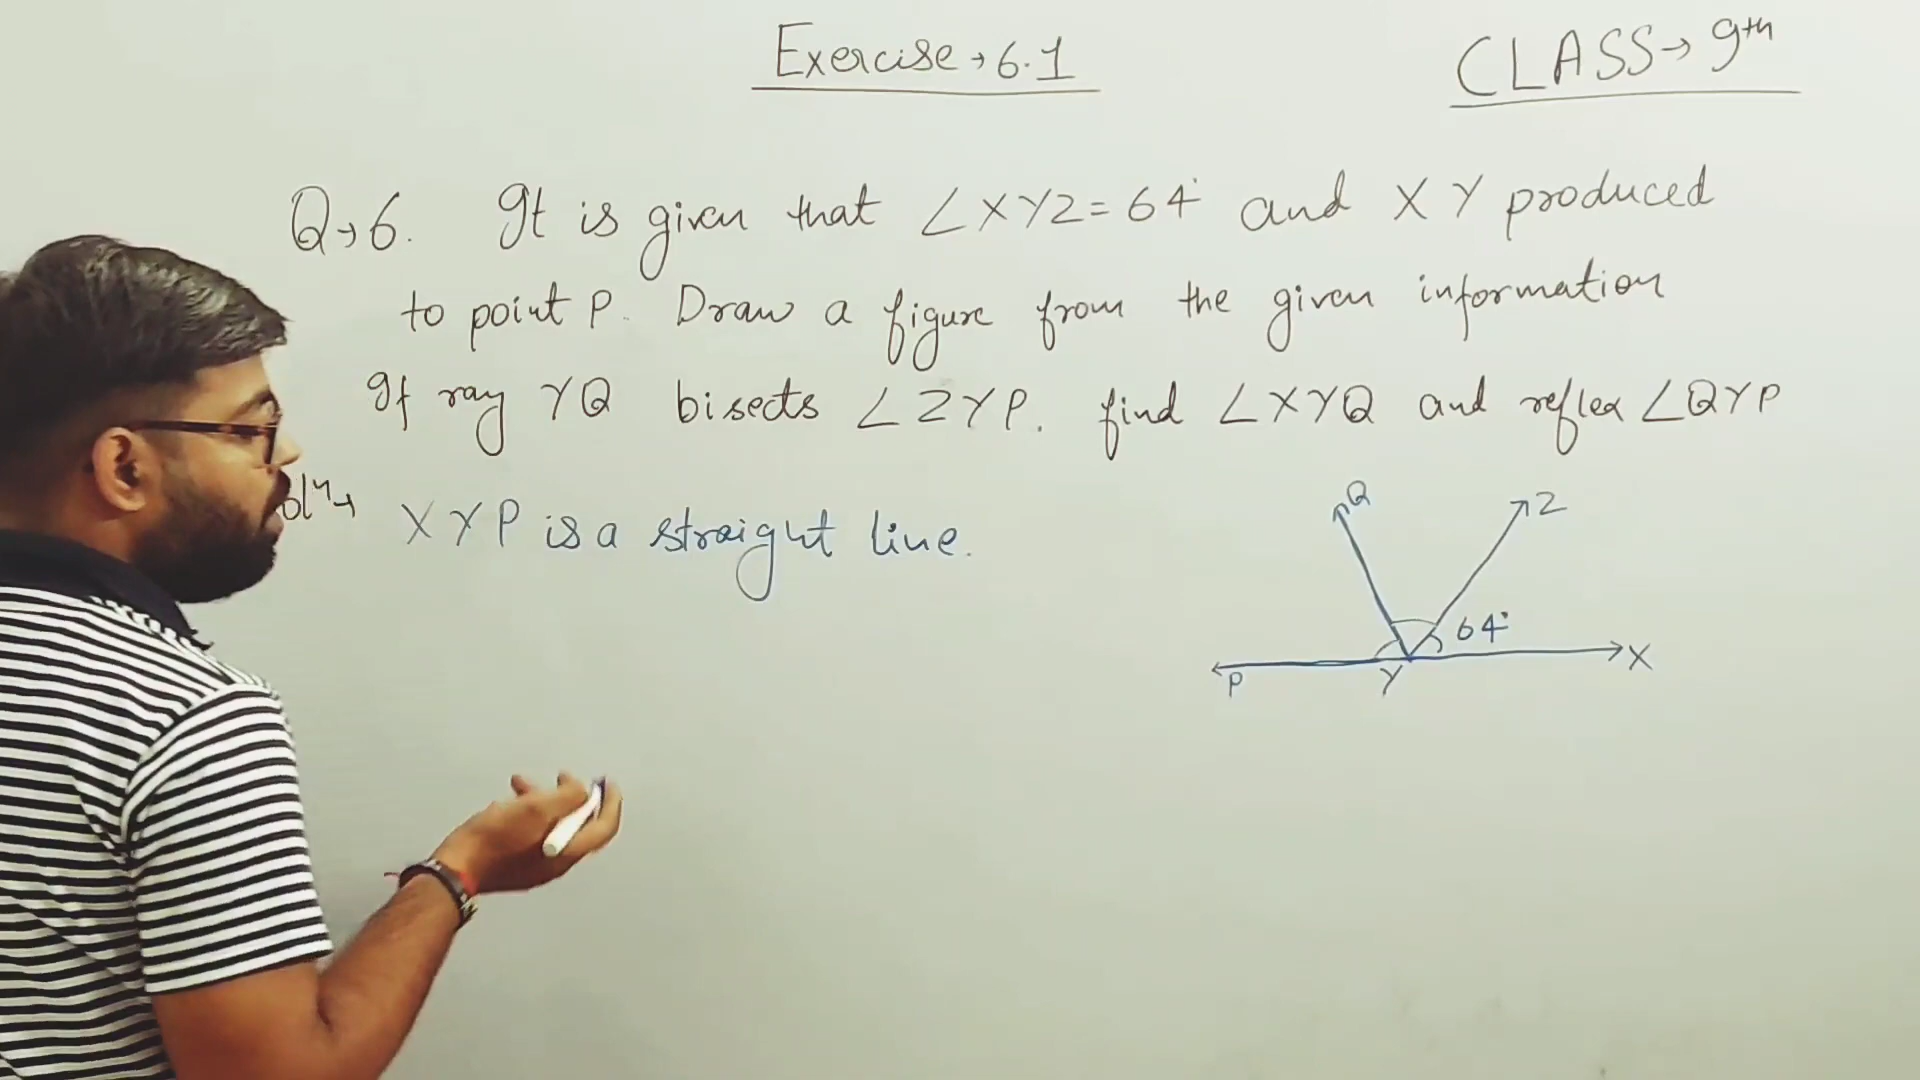 Exercise → 6.1
CLASS → 9th
Q → 6. It is given that ∠XYZ = 64° and XY produced
to point P. Draw a figure from the given information
If ray YQ bisects ∠ZYP. find ∠XYQ and reflex ∠QYP
olⁿ → XYP is a straight line.
Q
Z
64°
P
Y
X